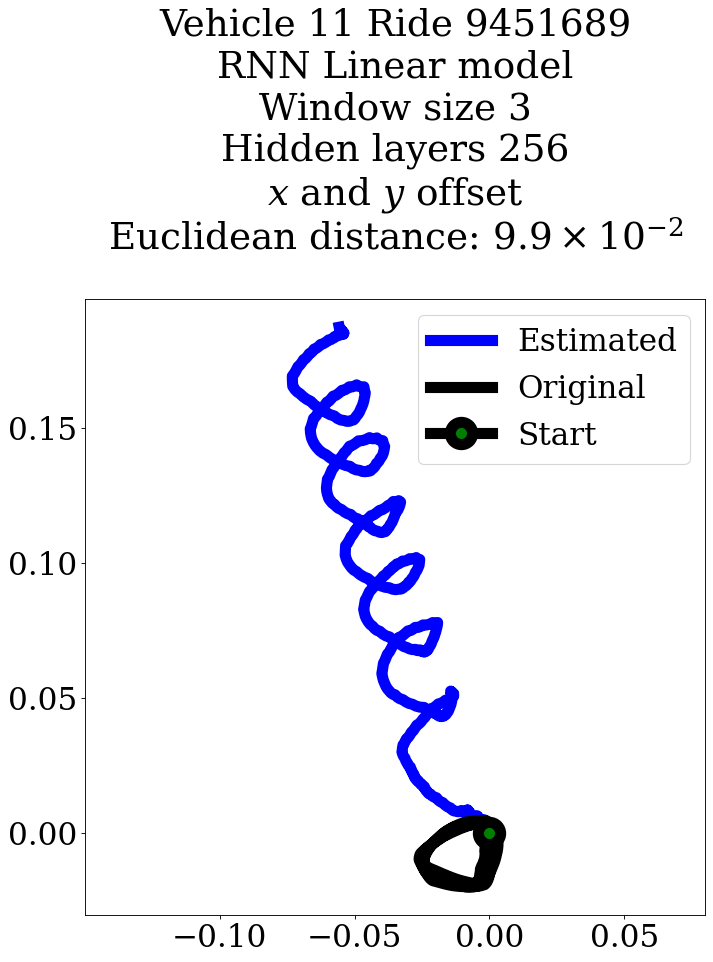 Vehicle 11 Ride 9451689
RNN Linear model
Window size 3
Hidden layers 256
x and y offset
Euclidean distance: 9.9 × 10⁻²
Estimated
Original
Start
0.15
0.10
0.05
0.00
−0.10
−0.05
0.00
0.05